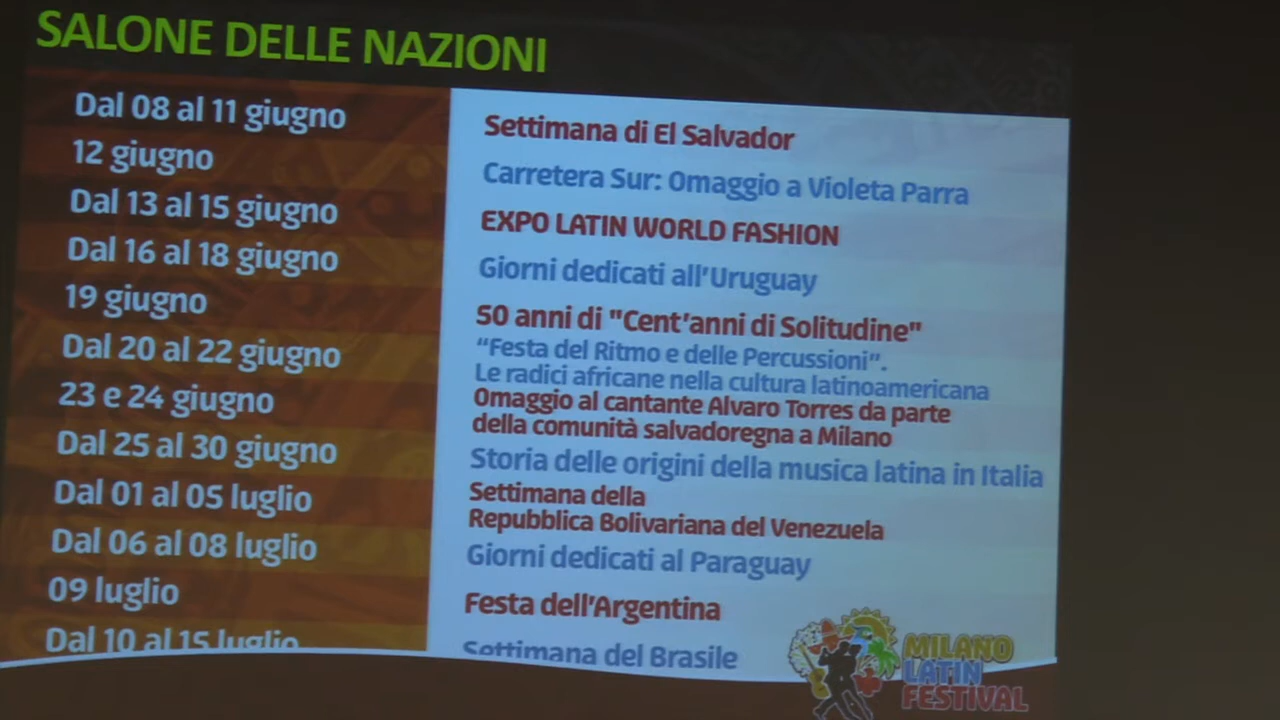 SALONE DELLE NAZIONI
Dal 08 al 11 giugno
Settimana di El Salvador
12 giugno
Carretera Sur: Omaggio a Violeta Parra
Dal 13 al 15 giugno
EXPO LATIN WORLD FASHION
Dal 16 al 18 giugno
Giorni dedicati all'Uruguay
19 giugno
50 anni di "Cent'anni di Solitudine"
Dal 20 al 22 giugno
“Festa del Ritmo e delle Percussioni”.
Le radici africane nella cultura latinoamericana
23 e 24 giugno
Omaggio al cantante Alvaro Torres da parte
della comunità salvadoregna a Milano
Dal 25 al 30 giugno
Storia delle origini della musica latina in Italia
Dal 01 al 05 luglio
Settimana della
Repubblica Bolivariana del Venezuela
Dal 06 al 08 luglio
Giorni dedicati al Paraguay
09 luglio
Festa dell'Argentina
Dal 10 al 15 luglio
Settimana del Brasile
MILANO
LATIN
FESTIVAL